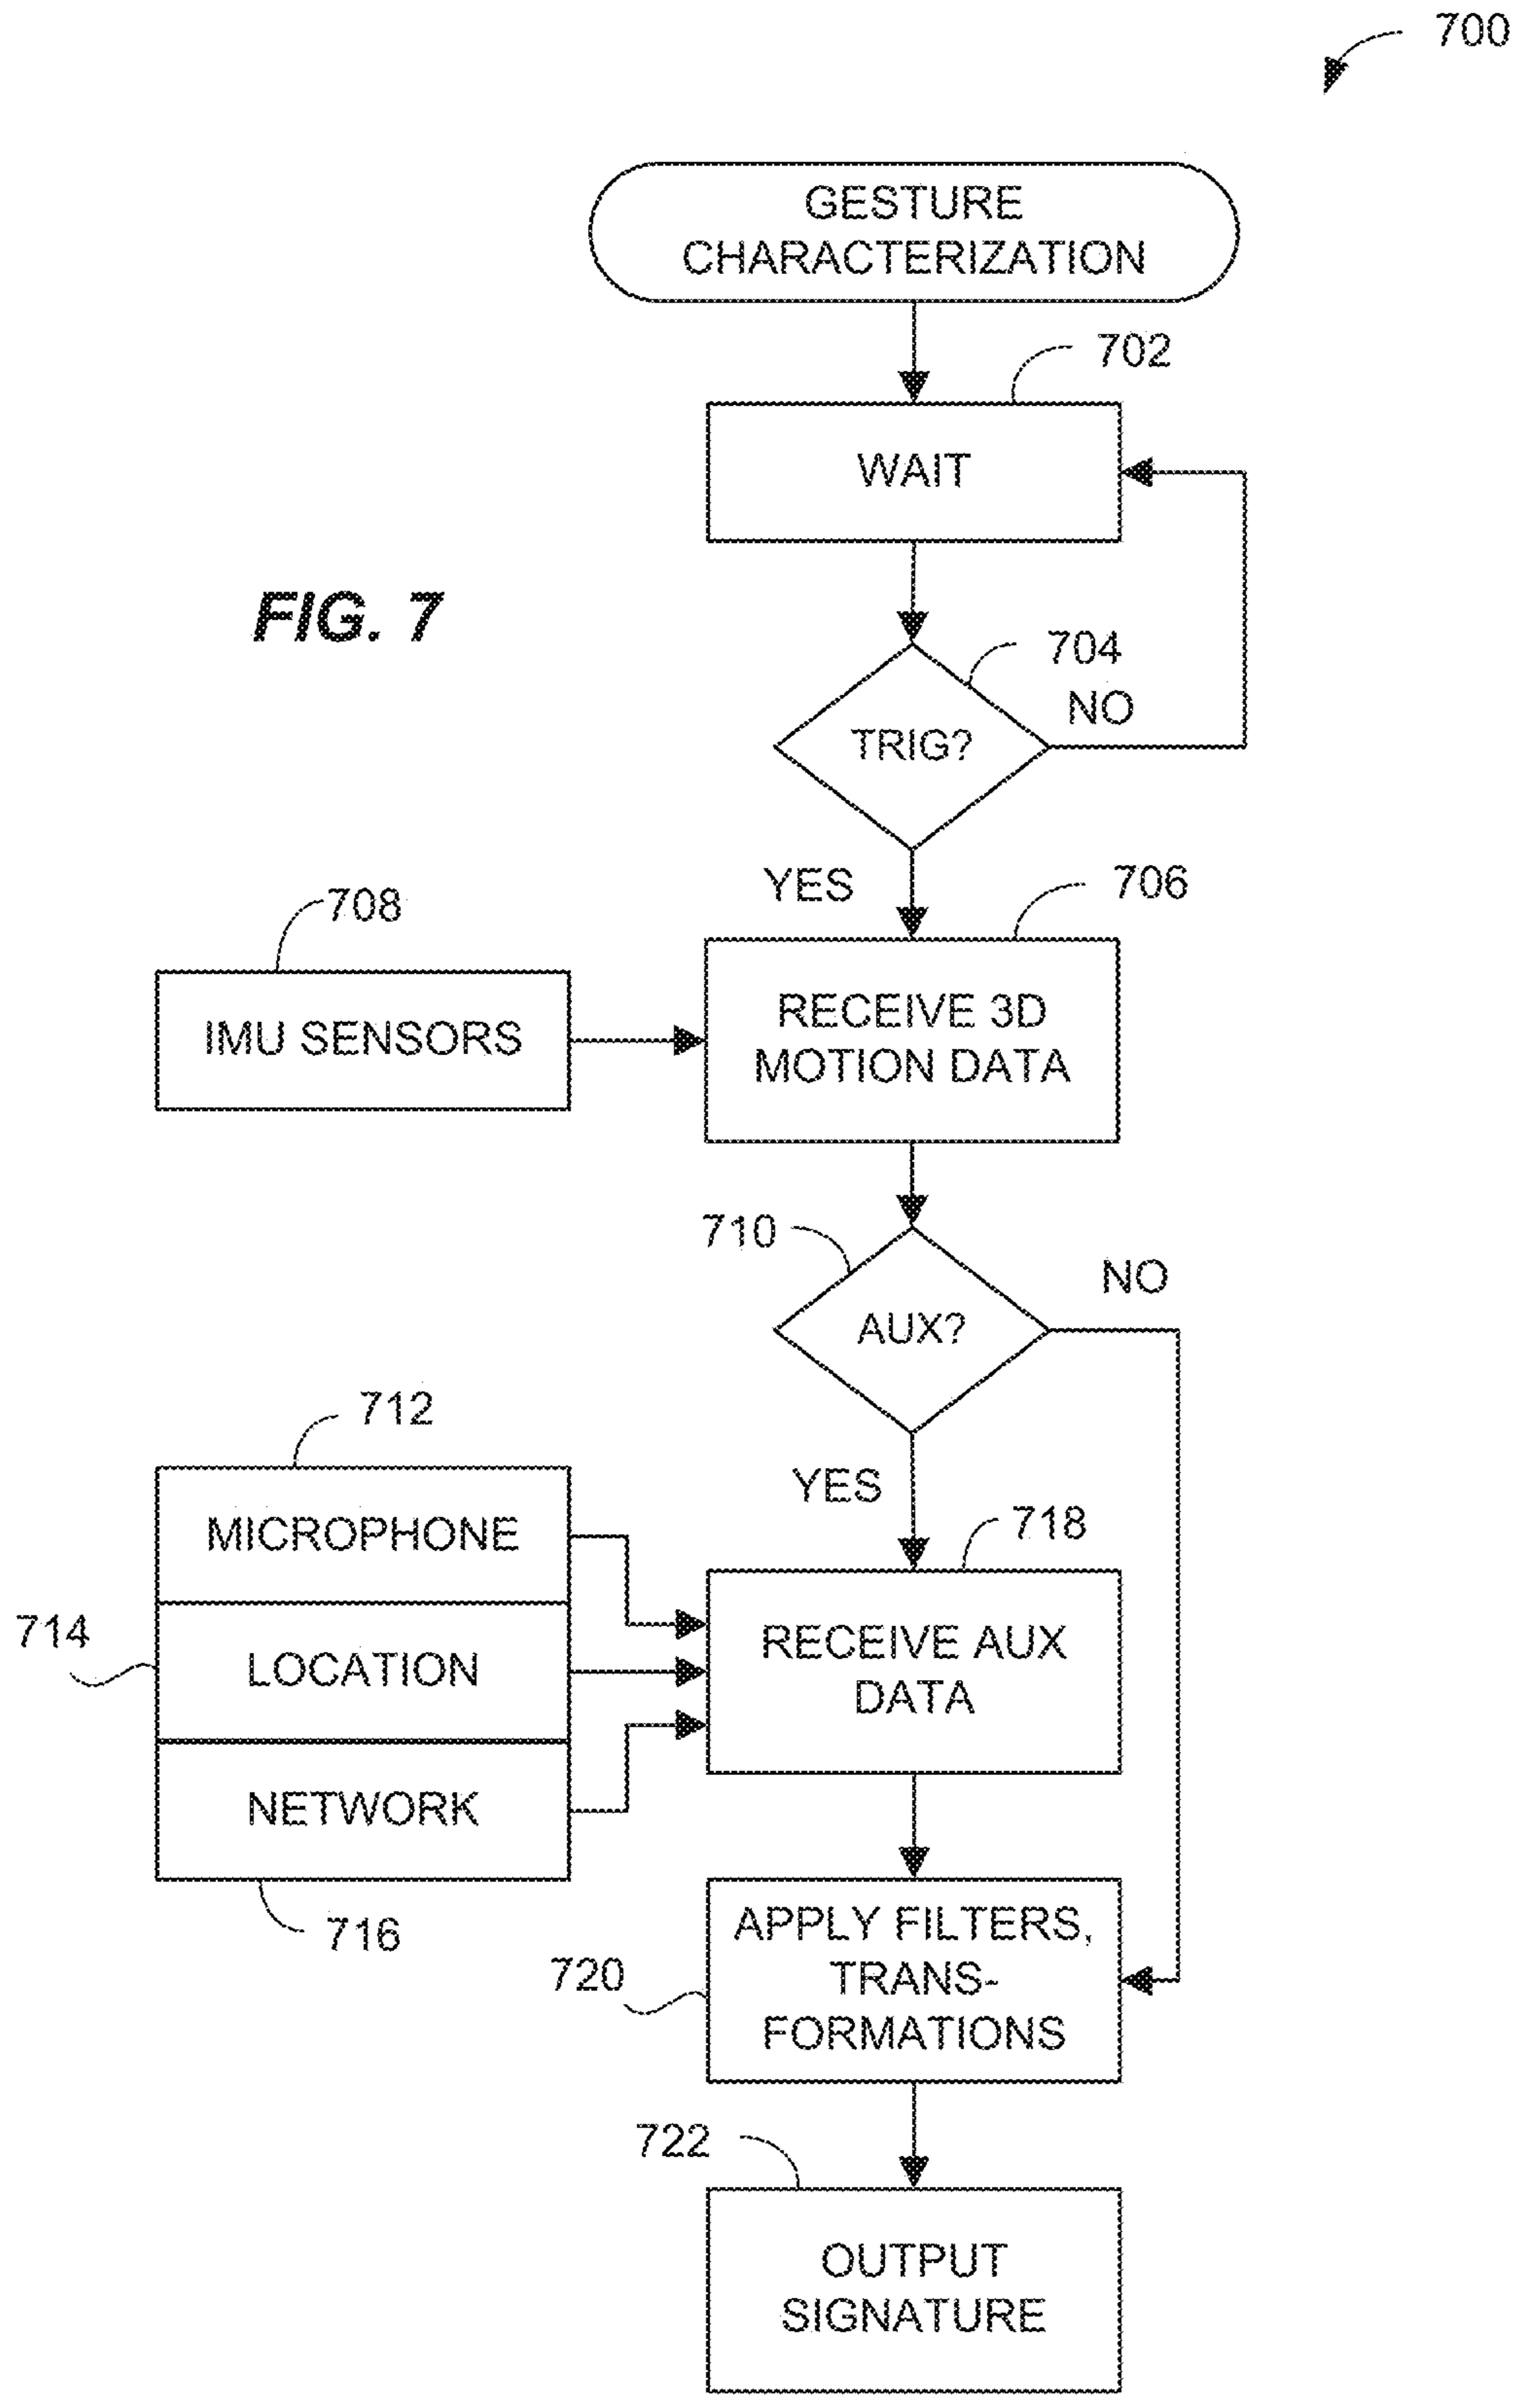 700
GESTURE
CHARACTERIZATION
702
WAIT
FIG. 7
704
NO
TRIG?
YES
706
708
IMU SENSORS
RECEIVE 3D
MOTION DATA
710
NO
AUX?
712
YES
718
MICROPHONE
714
LOCATION
NETWORK
716
RECEIVE AUX
DATA
APPLY FILTERS,
TRANS-
FORMATIONS
720
722
OUTPUT
SIGNATURE